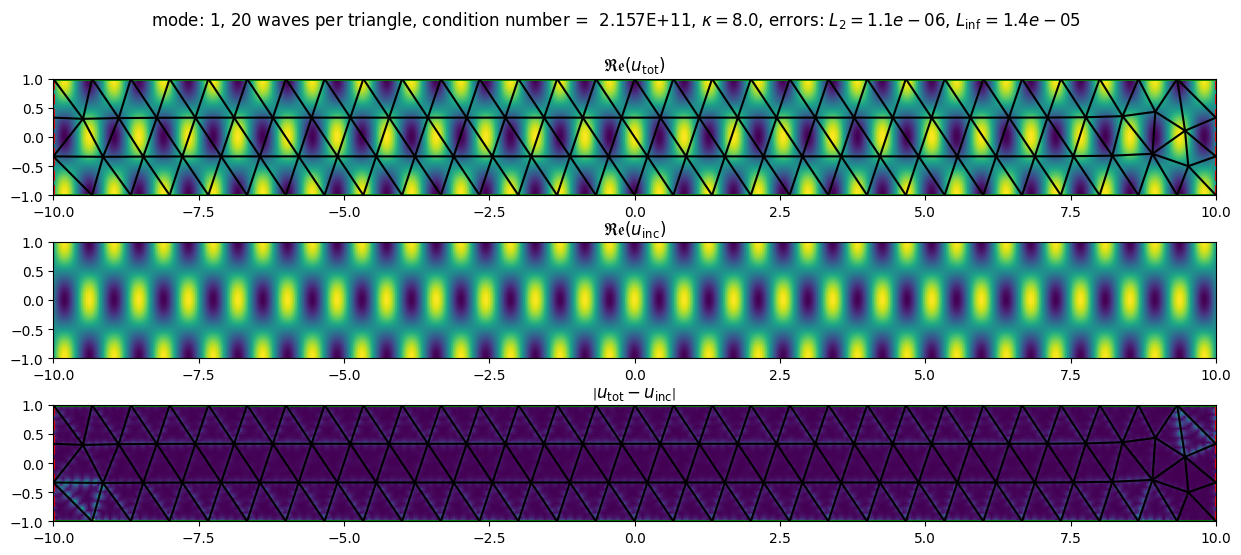 mode: 1, 20 waves per triangle, condition number =  2.157E+11, κ = 8.0, errors: L₂ = 1.1e − 06, L_inf = 1.4e − 05
ℜ𝔢(u_tot)
1.0
0.5
0.0
−0.5
−1.0
−10.0 −7.5 −5.0 −2.5 0.0 2.5 5.0 7.5 10.0
ℜ𝔢(u_inc)
1.0
0.5
0.0
−0.5
−1.0
−10.0 −7.5 −5.0 −2.5 0.0 2.5 5.0 7.5 10.0
|u_tot − u_inc|
1.0
0.5
0.0
−0.5
−1.0
−10.0 −7.5 −5.0 −2.5 0.0 2.5 5.0 7.5 10.0